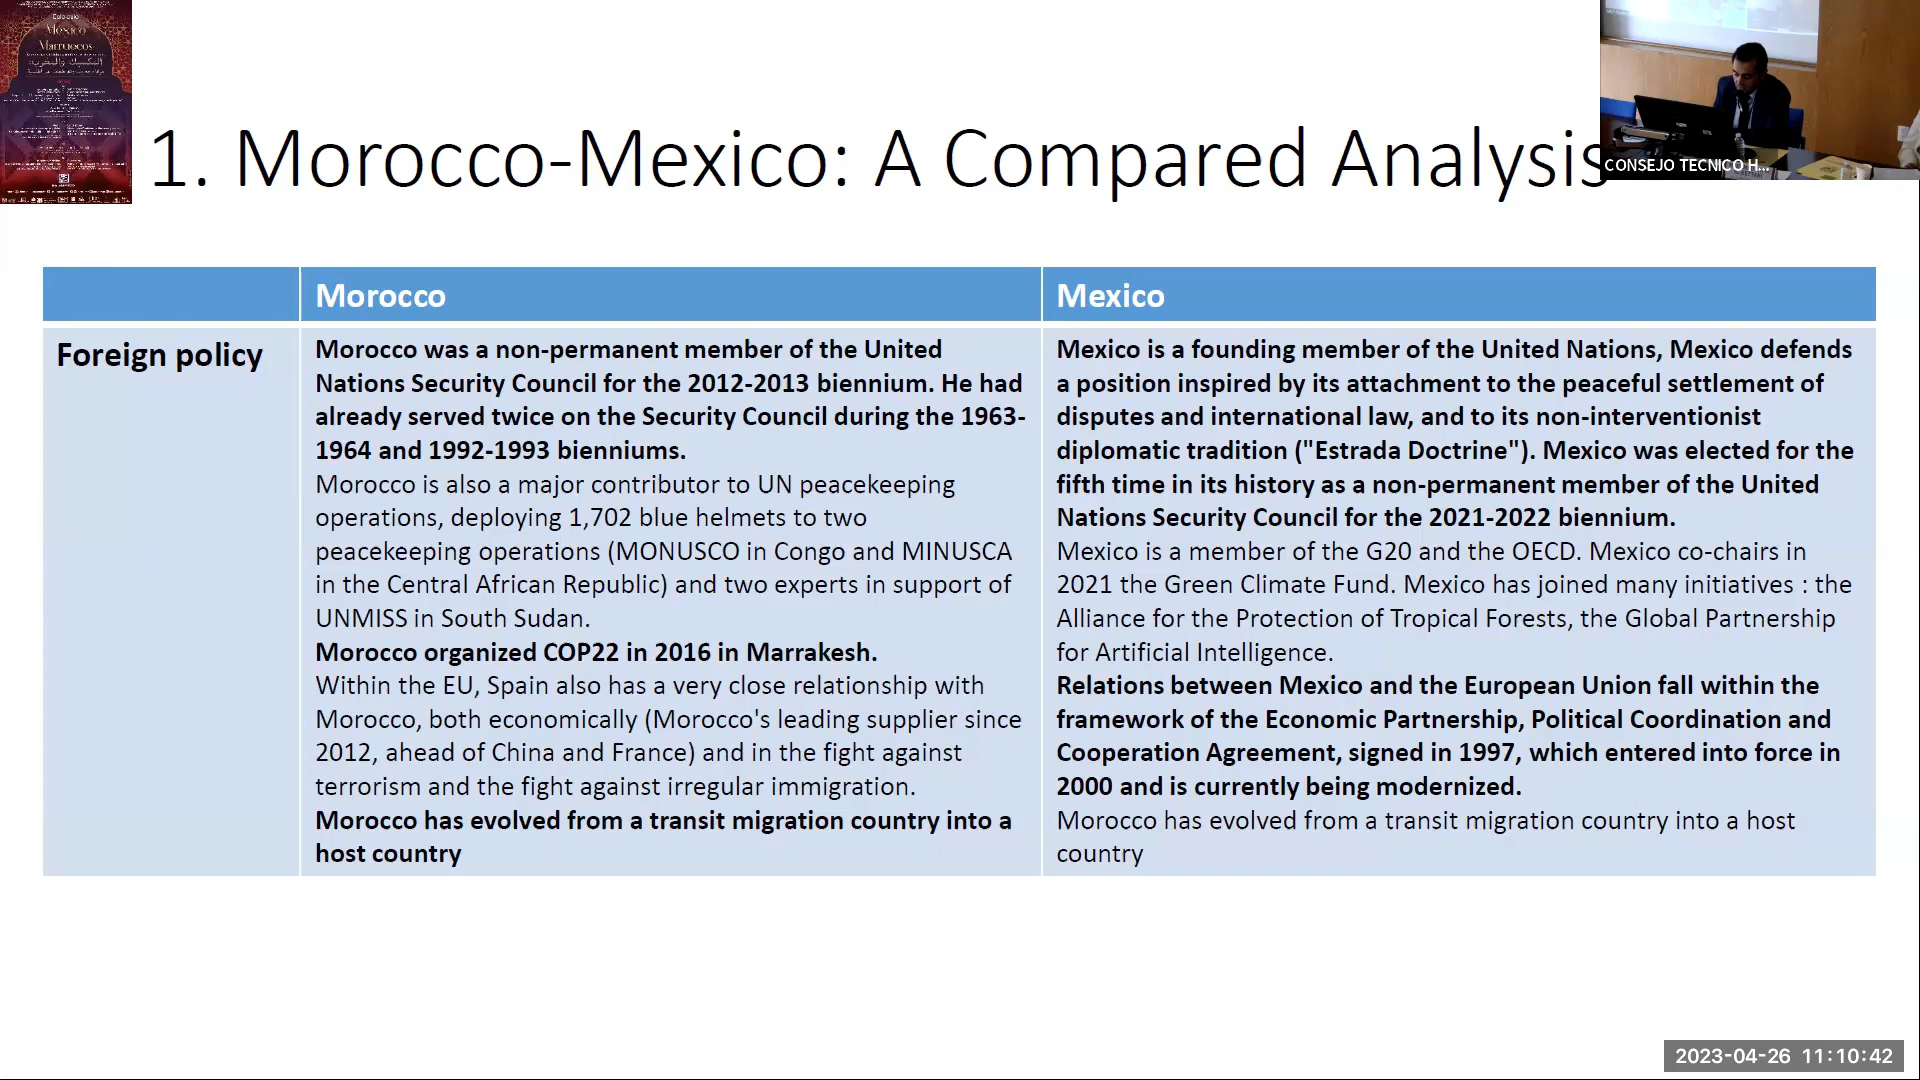 Coloquio
México
Marruecos
1. Morocco-Mexico: A Compared Analysis
CONSEJO TECNICO H...
Morocco
Mexico
Foreign policy
Morocco was a non-permanent member of the United
Nations Security Council for the 2012-2013 biennium. He had
already served twice on the Security Council during the 1963-
1964 and 1992-1993 bienniums.
Morocco is also a major contributor to UN peacekeeping
operations, deploying 1,702 blue helmets to two
peacekeeping operations (MONUSCO in Congo and MINUSCA
in the Central African Republic) and two experts in support of
UNMISS in South Sudan.
Morocco organized COP22 in 2016 in Marrakesh.
Within the EU, Spain also has a very close relationship with
Morocco, both economically (Morocco's leading supplier since
2012, ahead of China and France) and in the fight against
terrorism and the fight against irregular immigration.
Morocco has evolved from a transit migration country into a
host country
Mexico is a founding member of the United Nations, Mexico defends
a position inspired by its attachment to the peaceful settlement of
disputes and international law, and to its non-interventionist
diplomatic tradition ("Estrada Doctrine"). Mexico was elected for the
fifth time in its history as a non-permanent member of the United
Nations Security Council for the 2021-2022 biennium.
Mexico is a member of the G20 and the OECD. Mexico co-chairs in
2021 the Green Climate Fund. Mexico has joined many initiatives : the
Alliance for the Protection of Tropical Forests, the Global Partnership
for Artificial Intelligence.
Relations between Mexico and the European Union fall within the
framework of the Economic Partnership, Political Coordination and
Cooperation Agreement, signed in 1997, which entered into force in
2000 and is currently being modernized.
Morocco has evolved from a transit migration country into a host
country
2023-04-26 11:10:42